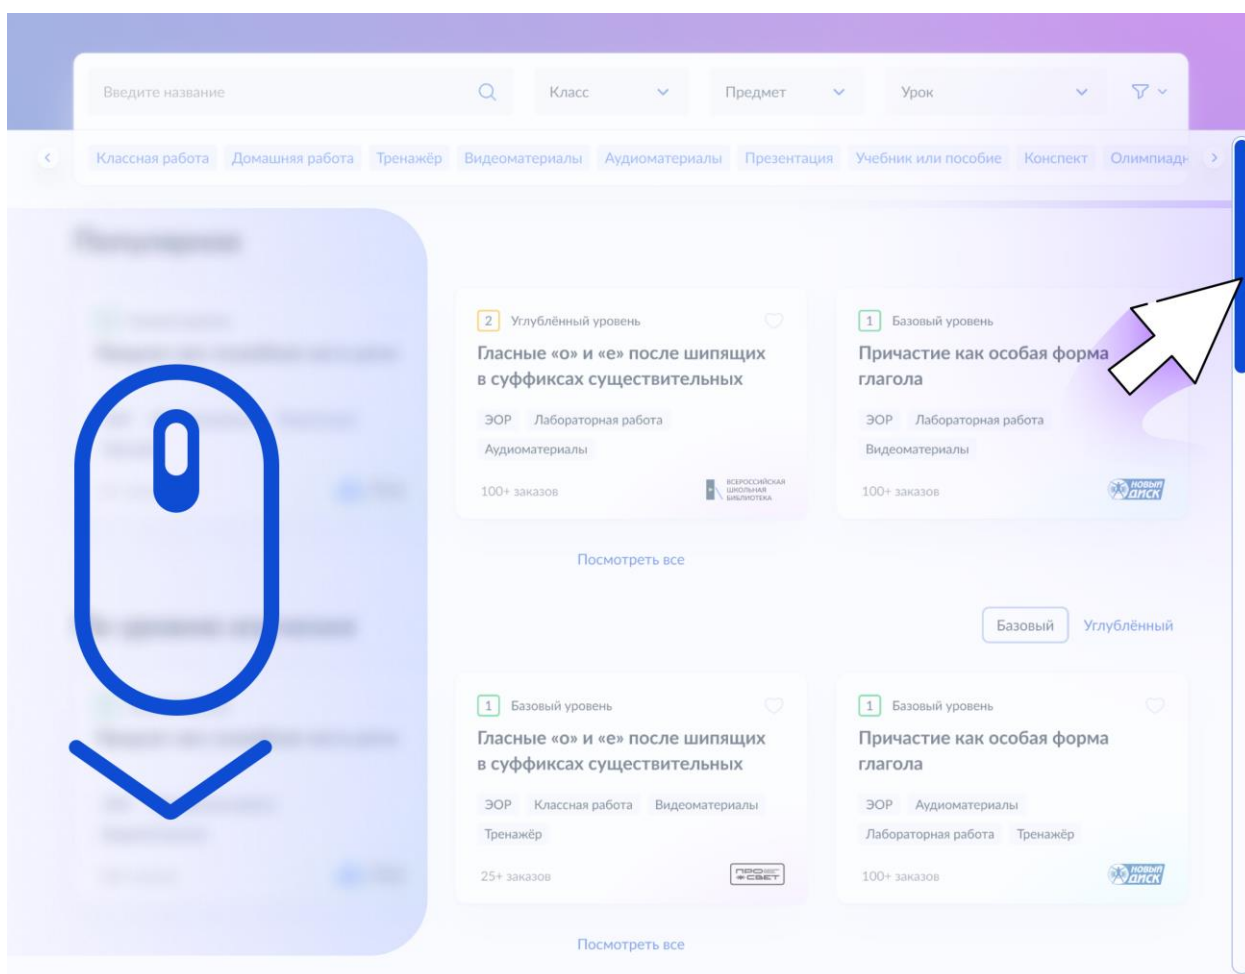 Введите название
Класс
Предмет
Урок
Классная работа Домашняя работа Тренажёр Видеоматериалы Аудиоматериалы Презентация Учебник или пособие Конспект Олимпиадн
Популярное
2 Углублённый уровень
Гласные «о» и «е» после шипящих
в суффиксах существительных
ЭОР Лабораторная работа
Аудиоматериалы
100+ заказов
ВСЕРОССИЙСКАЯ
ШКОЛЬНАЯ
БИБЛИОТЕКА
1 Базовый уровень
Причастие как особая форма
глагола
ЭОР Лабораторная работа
Видеоматериалы
100+ заказов
НОВЫЙ
ДИСК
Посмотреть все
Базовый Углублённый
1 Базовый уровень
Гласные «о» и «е» после шипящих
в суффиксах существительных
ЭОР Классная работа Видеоматериалы
Тренажёр
25+ заказов
ПРО
СВЕТ
1 Базовый уровень
Причастие как особая форма
глагола
ЭОР Аудиоматериалы
Лабораторная работа Тренажёр
100+ заказов
НОВЫЙ
ДИСК
Посмотреть все